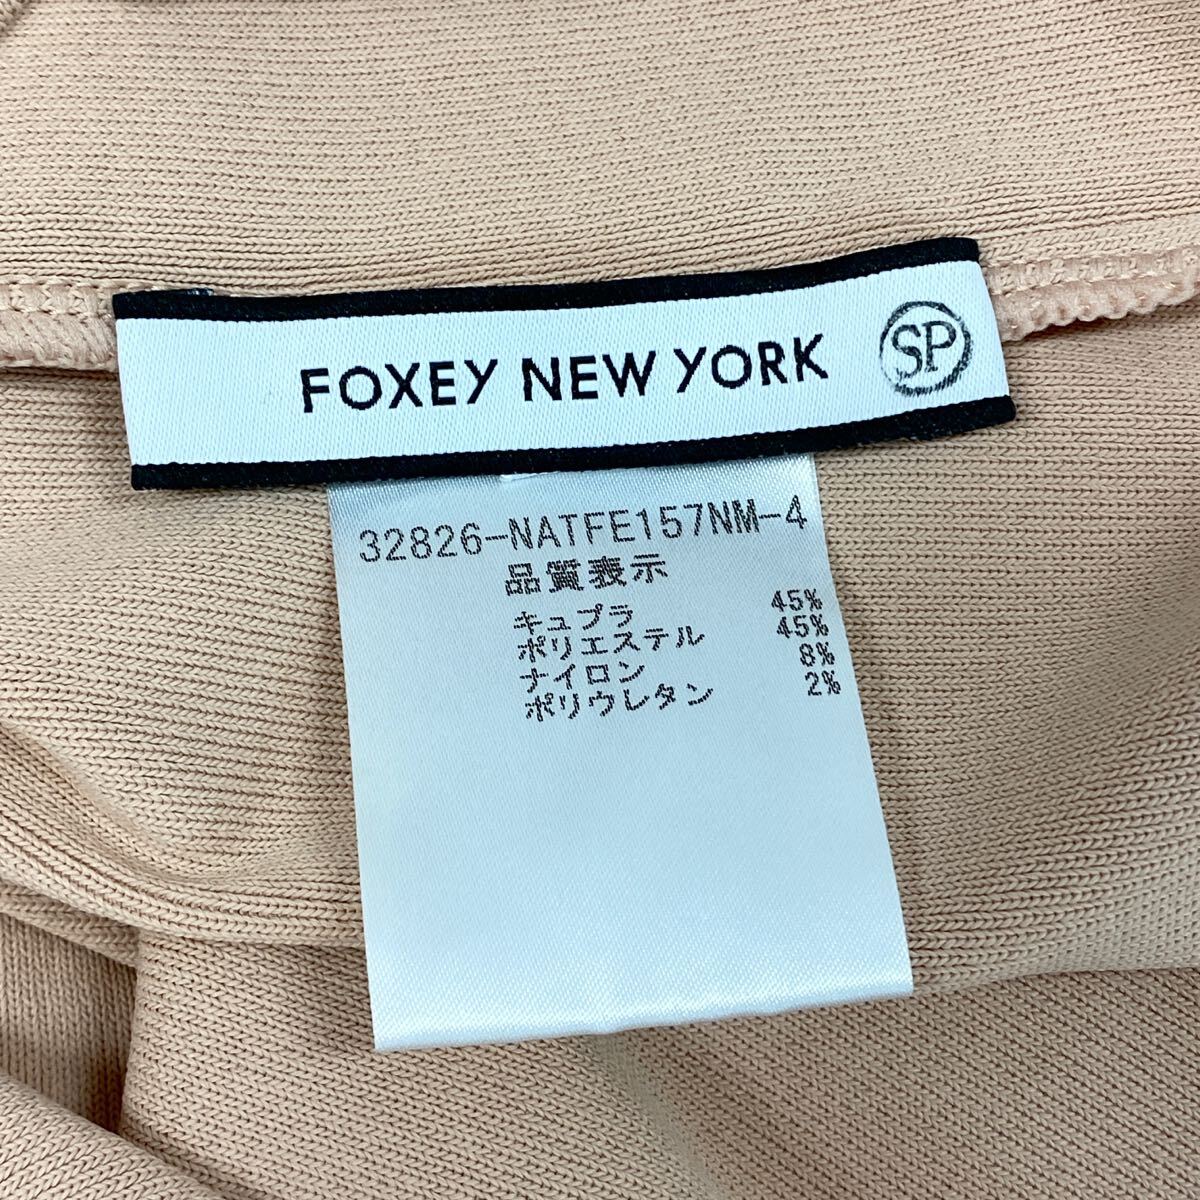 FOXEY NEW YORK SP
32826-NATFE157NM-4
品質表示
キュプラ 45%
ポリエステル 45%
ナイロン 8%
ポリウレタン 2%